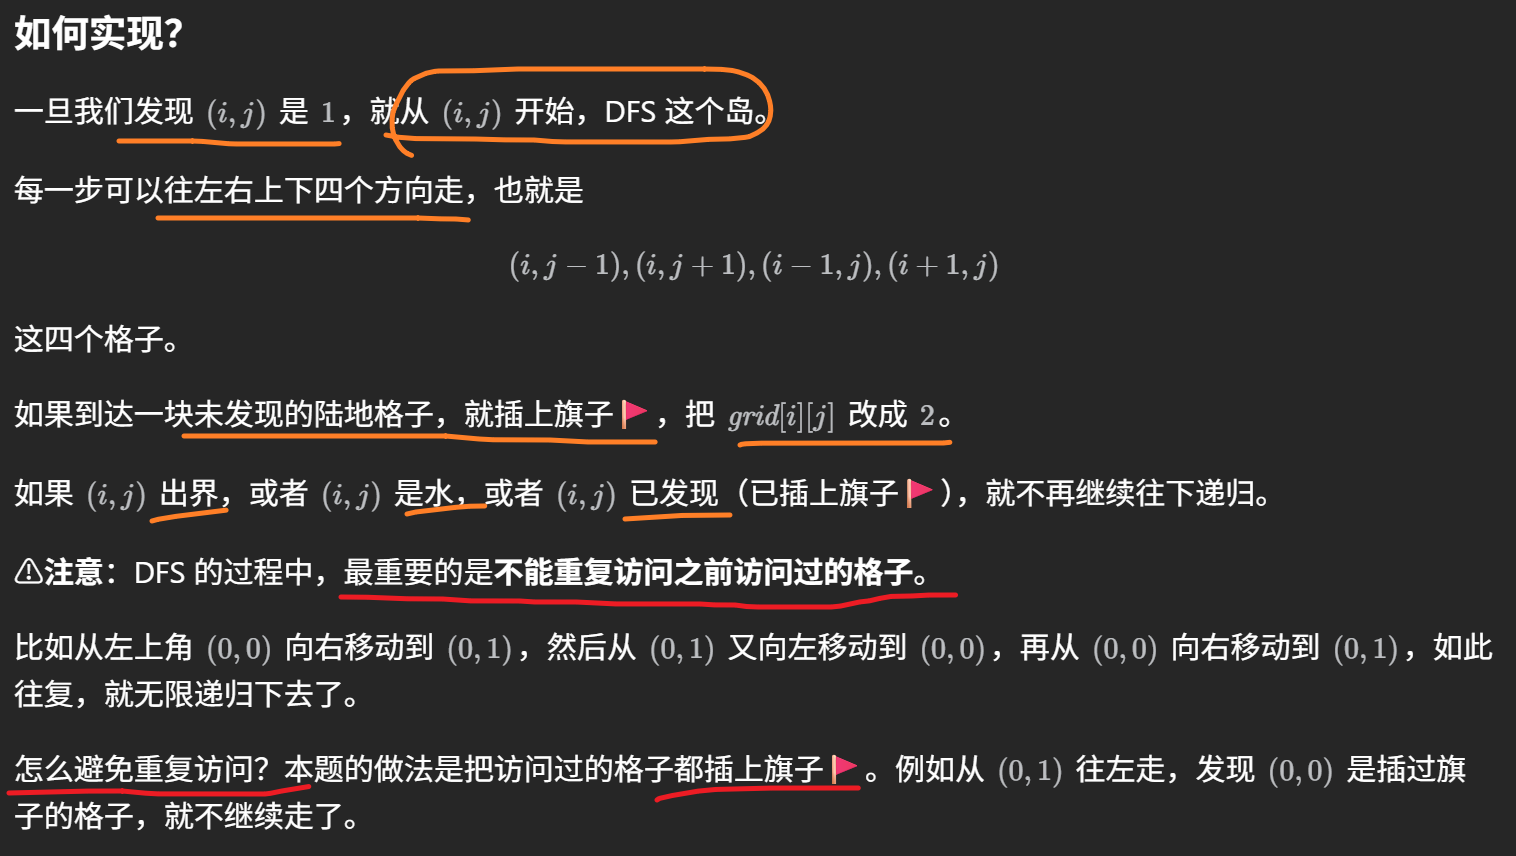 如何实现？
一旦我们发现 (i, j) 是 1，就从 (i, j) 开始，DFS 这个岛。
每一步可以往左右上下四个方向走，也就是
(i, j − 1), (i, j + 1), (i − 1, j), (i + 1, j)
这四个格子。
如果到达一块未发现的陆地格子，就插上旗子🚩，把 grid[i][j] 改成 2。
如果 (i, j) 出界，或者 (i, j) 是水，或者 (i, j) 已发现（已插上旗子🚩），就不再继续往下递归。
⚠注意：DFS 的过程中，最重要的是不能重复访问之前访问过的格子。
比如从左上角 (0, 0) 向右移动到 (0, 1)，然后从 (0, 1) 又向左移动到 (0, 0)，再从 (0, 0) 向右移动到 (0, 1)，如此
往复，就无限递归下去了。
怎么避免重复访问？本题的做法是把访问过的格子都插上旗子🚩。例如从 (0, 1) 往左走，发现 (0, 0) 是插过旗
子的格子，就不继续走了。